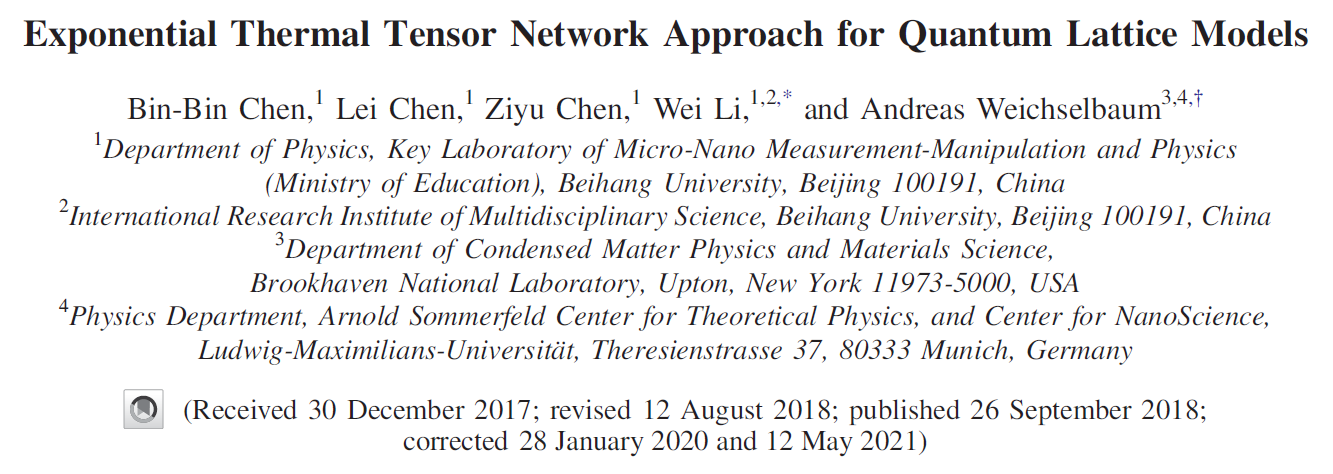 Exponential Thermal Tensor Network Approach for Quantum Lattice Models
Bin-Bin Chen,1 Lei Chen,1 Ziyu Chen,1 Wei Li,1,2,* and Andreas Weichselbaum3,4,†
1Department of Physics, Key Laboratory of Micro-Nano Measurement-Manipulation and Physics
(Ministry of Education), Beihang University, Beijing 100191, China
2International Research Institute of Multidisciplinary Science, Beihang University, Beijing 100191, China
3Department of Condensed Matter Physics and Materials Science,
Brookhaven National Laboratory, Upton, New York 11973-5000, USA
4Physics Department, Arnold Sommerfeld Center for Theoretical Physics, and Center for NanoScience,
Ludwig-Maximilians-Universität, Theresienstrasse 37, 80333 Munich, Germany
(Received 30 December 2017; revised 12 August 2018; published 26 September 2018;
corrected 28 January 2020 and 12 May 2021)